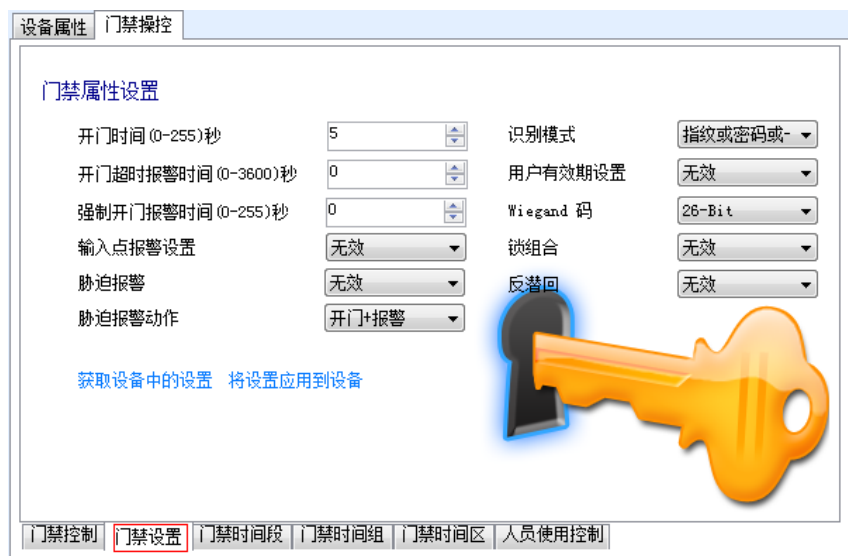 设备属性 门禁操控
门禁属性设置
开门时间(0-255)秒 5 识别模式 指纹或密码或-
开门超时报警时间(0-3600)秒 0 用户有效期设置 无效
强制开门报警时间(0-255)秒 0 Wiegand 码 26-Bit
输入点报警设置 无效 锁组合 无效
胁迫报警 无效 反潜回 无效
胁迫报警动作 开门+报警
获取设备中的设置 将设置应用到设备
门禁控制 门禁设置 门禁时间段 门禁时间组 门禁时间区 人员使用控制